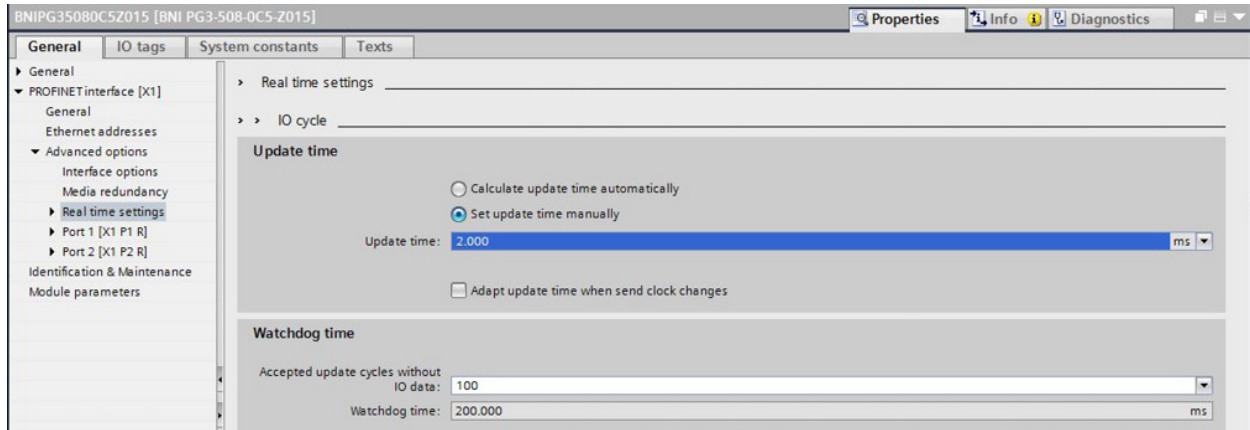 BNIPG35080C5Z015 [BNI PG3-508-0C5-Z015]
Properties
Info
Diagnostics
General
IO tags
System constants
Texts
General
PROFINET interface [X1]
General
Ethernet addresses
Advanced options
Interface options
Media redundancy
Real time settings
Port 1 [X1 P1 R]
Port 2 [X1 P2 R]
Identification & Maintenance
Module parameters
Real time settings
IO cycle
Update time
Calculate update time automatically
Set update time manually
Update time: 2.000 ms
Adapt update time when send clock changes
Watchdog time
Accepted update cycles without
IO data: 100
Watchdog time: 200.000 ms